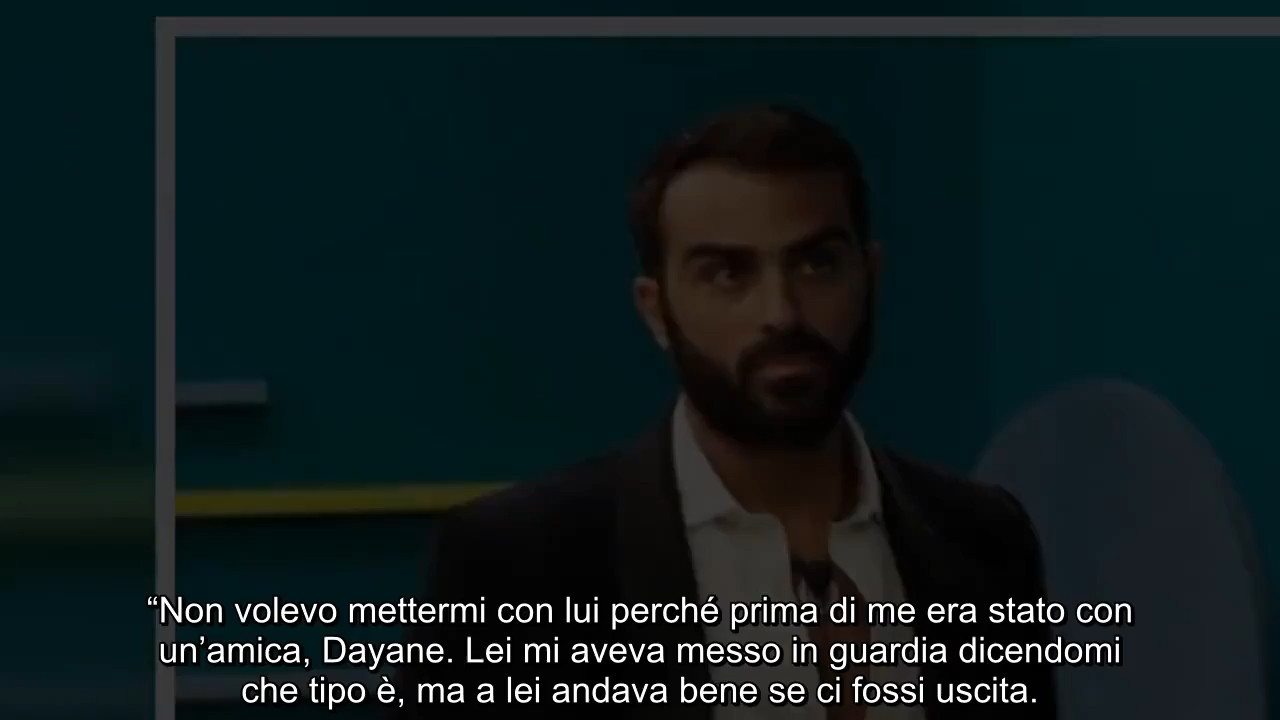 “Non volevo mettermi con lui perché prima di me era stato con
un’amica, Dayane. Lei mi aveva messo in guardia dicendomi
che tipo è, ma a lei andava bene se ci fossi uscita.